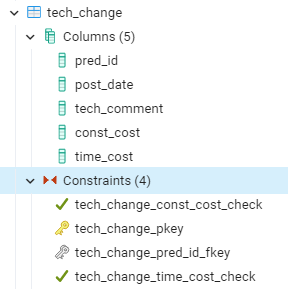 tech_change
Columns (5)
pred_id
post_date
tech_comment
const_cost
time_cost
Constraints (4)
tech_change_const_cost_check
tech_change_pkey
tech_change_pred_id_fkey
tech_change_time_cost_check